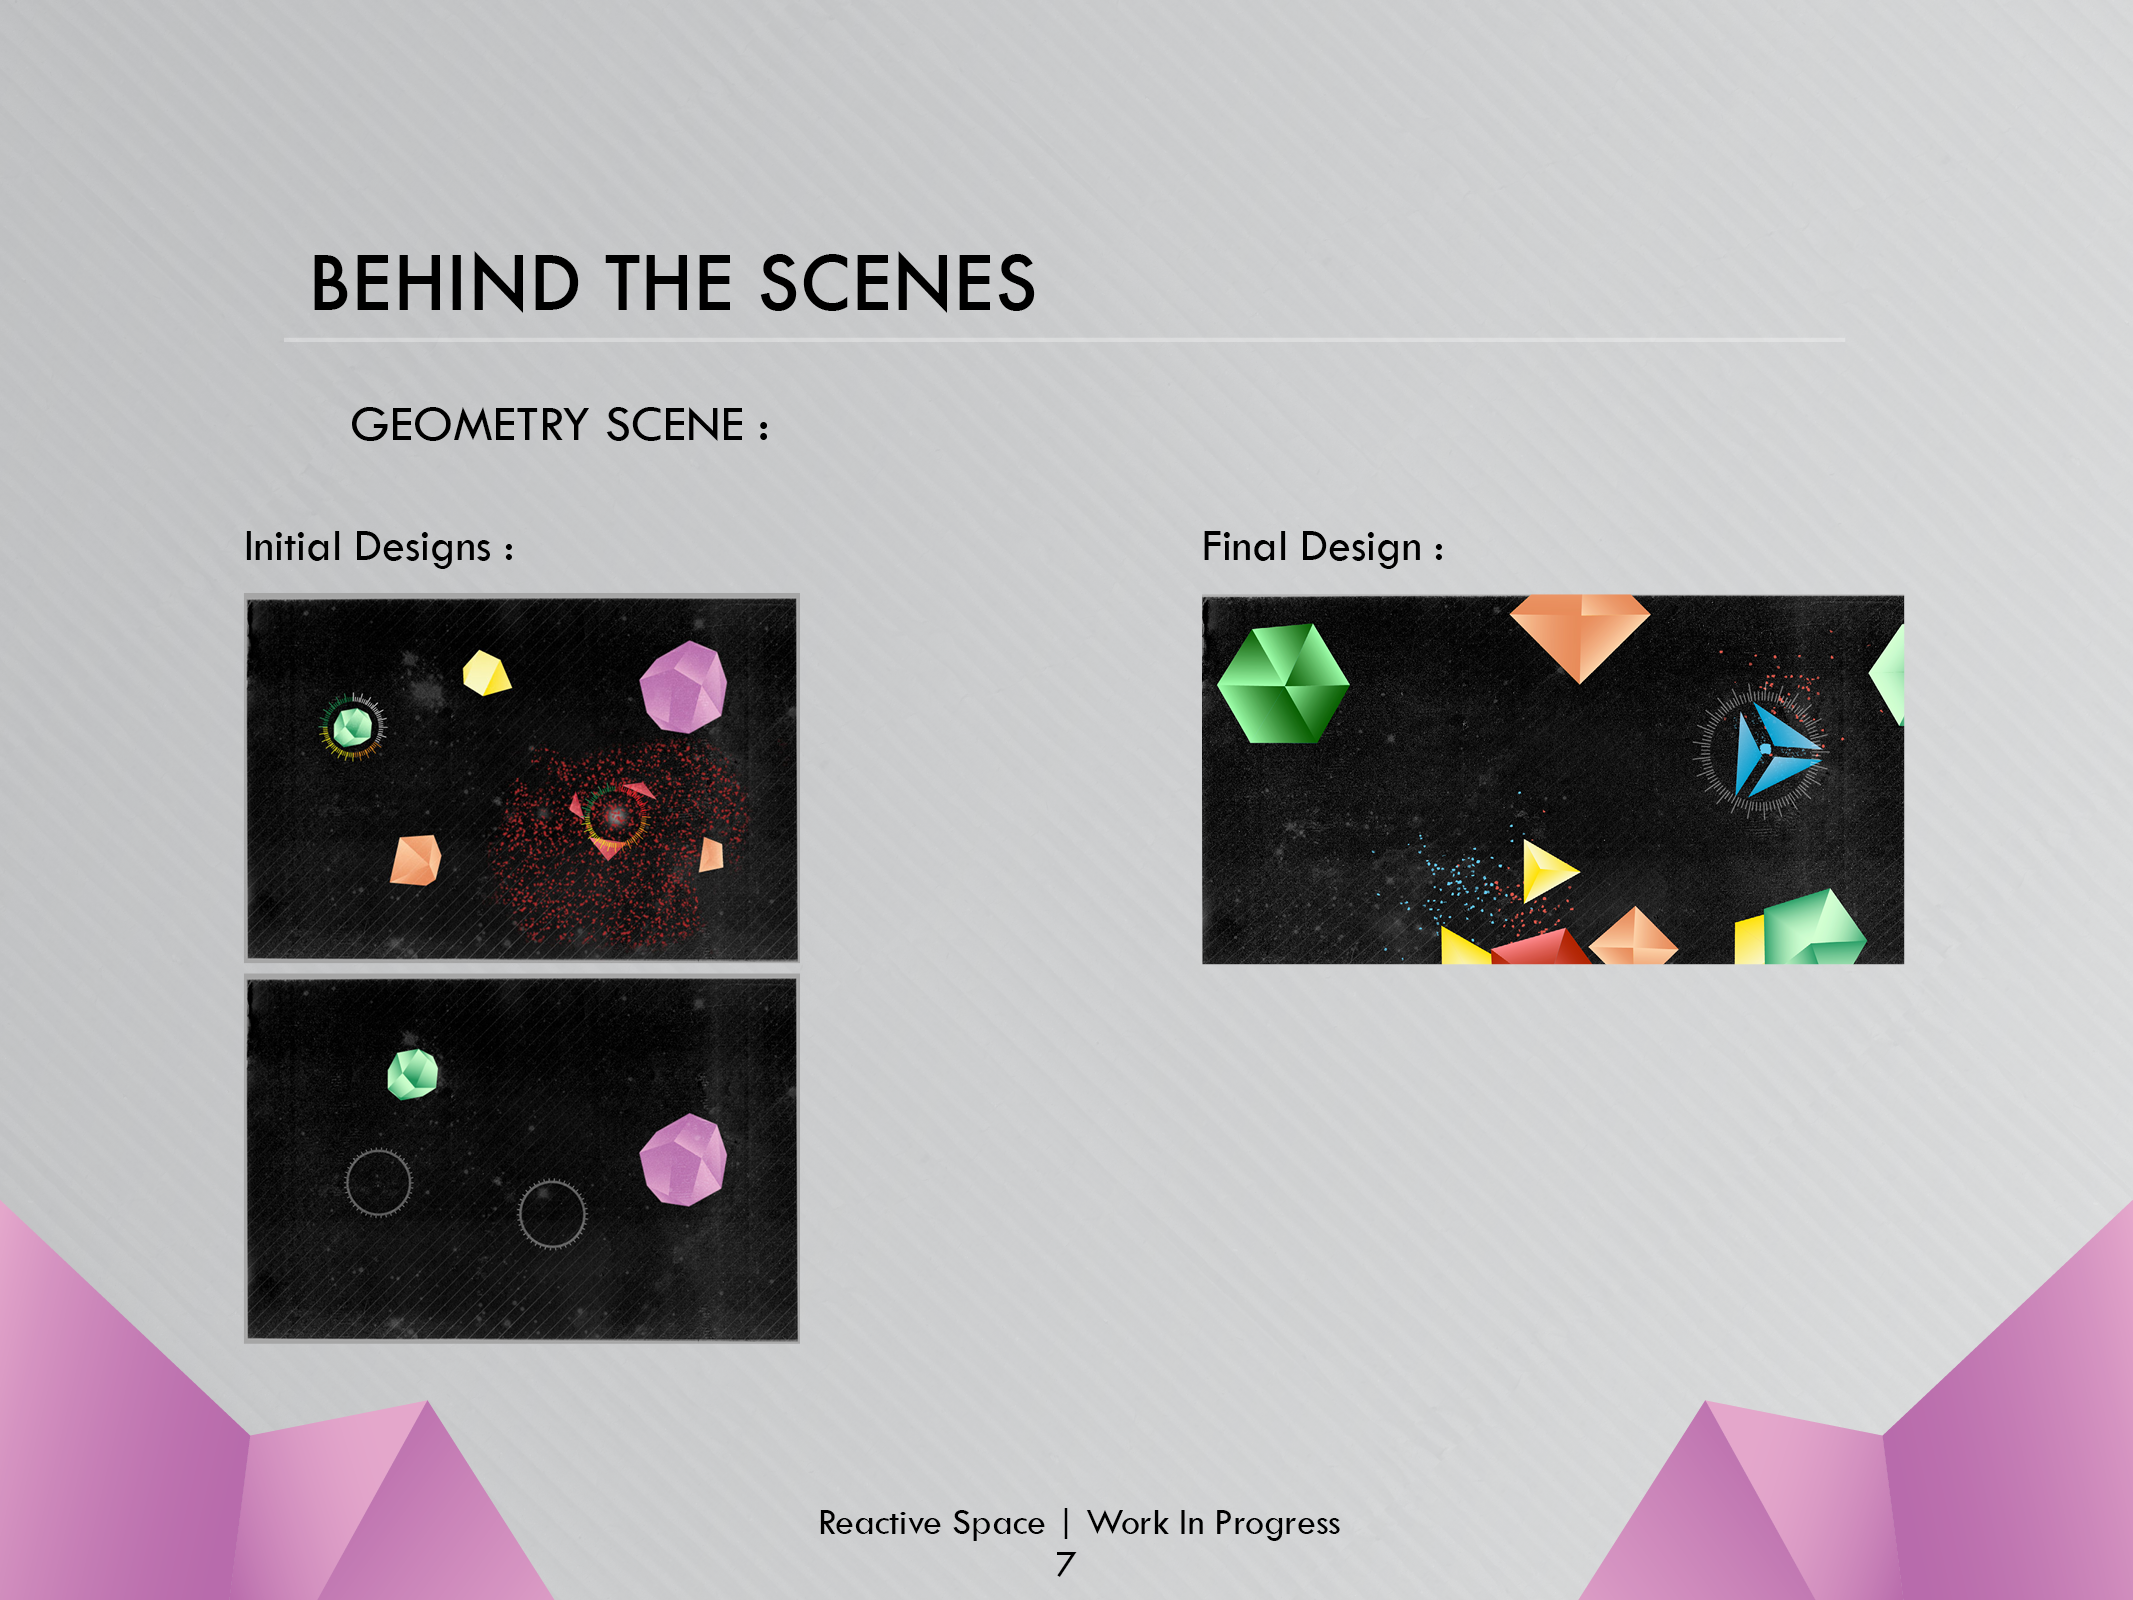 BEHIND THE SCENES
GEOMETRY SCENE :
Initial Designs :
Final Design :
Reactive Space | Work In Progress
7